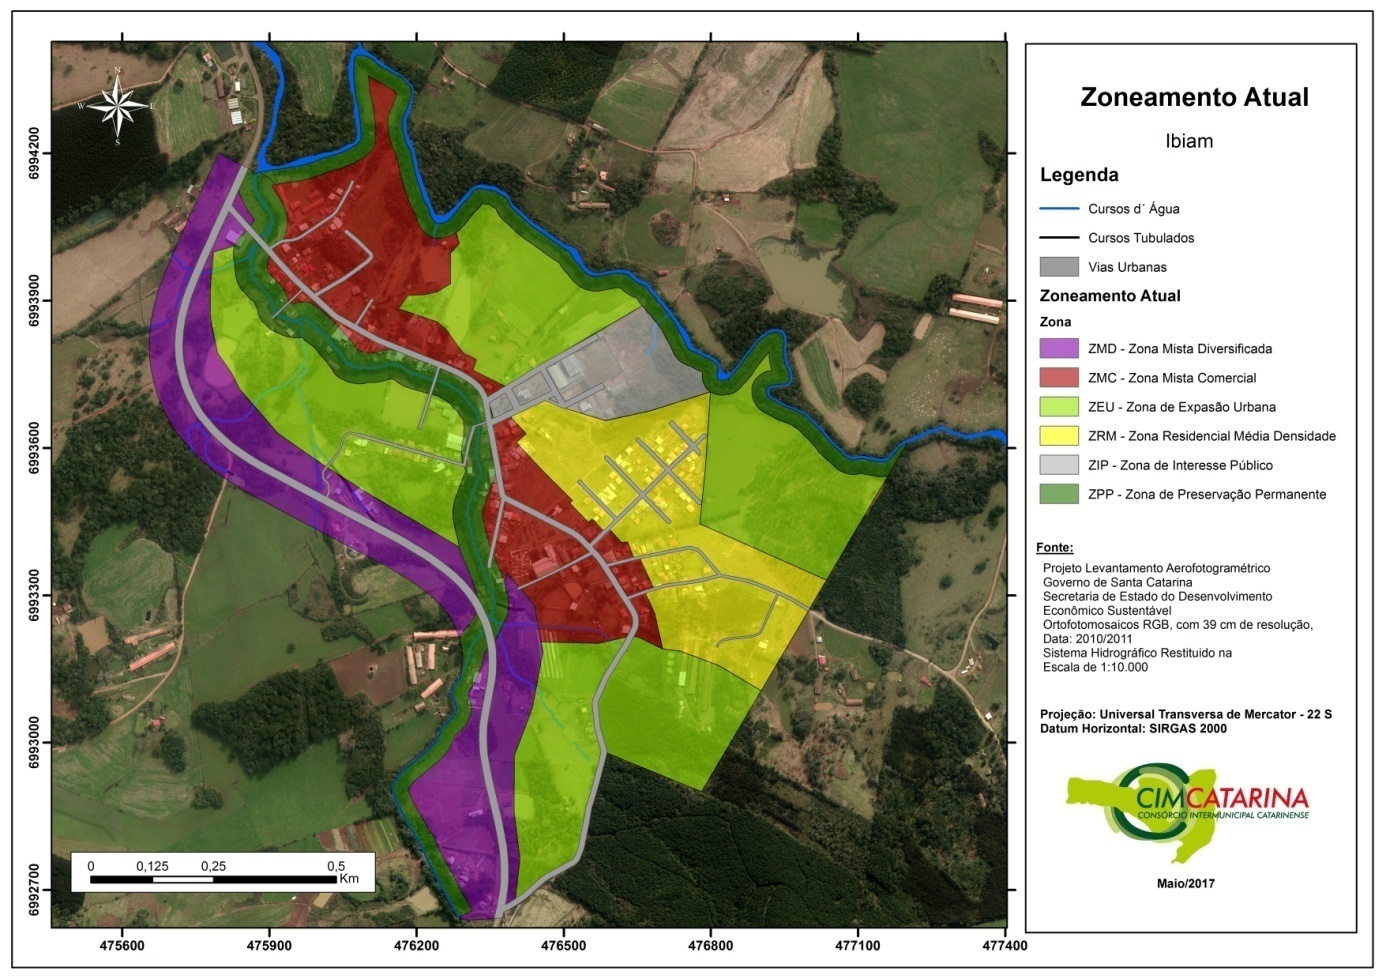 Zoneamento Atual
Ibiam
Legenda
Cursos d´ Água
Cursos Tubulados
Vias Urbanas
Zoneamento Atual
Zona
ZMD - Zona Mista Diversificada
ZMC - Zona Mista Comercial
ZEU - Zona de Expasão Urbana
ZRM - Zona Residencial Média Densidade
ZIP - Zona de Interesse Público
ZPP - Zona de Preservação Permanente
Fonte:
Projeto Levantamento Aerofotogramétrico
Governo de Santa Catarina
Secretaria de Estado do Desenvolvimento
Econômico Sustentável
Ortofotomosaicos RGB, com 39 cm de resolução,
Data: 2010/2011
Sistema Hidrográfico Restituido na
Escala de 1:10.000
Projeção: Universal Transversa de Mercator - 22 S
Datum Horizontal: SIRGAS 2000
CIMCATARINA
CONSÓRCIO INTERMUNICIPAL CATARINENSE
Maio/2017
N
W E
S
6994200
6993900
6993600
6993300
6993000
6992700
0 0,125 0,25 0,5
Km
475600 475900 476200 476500 476800 477100 477400